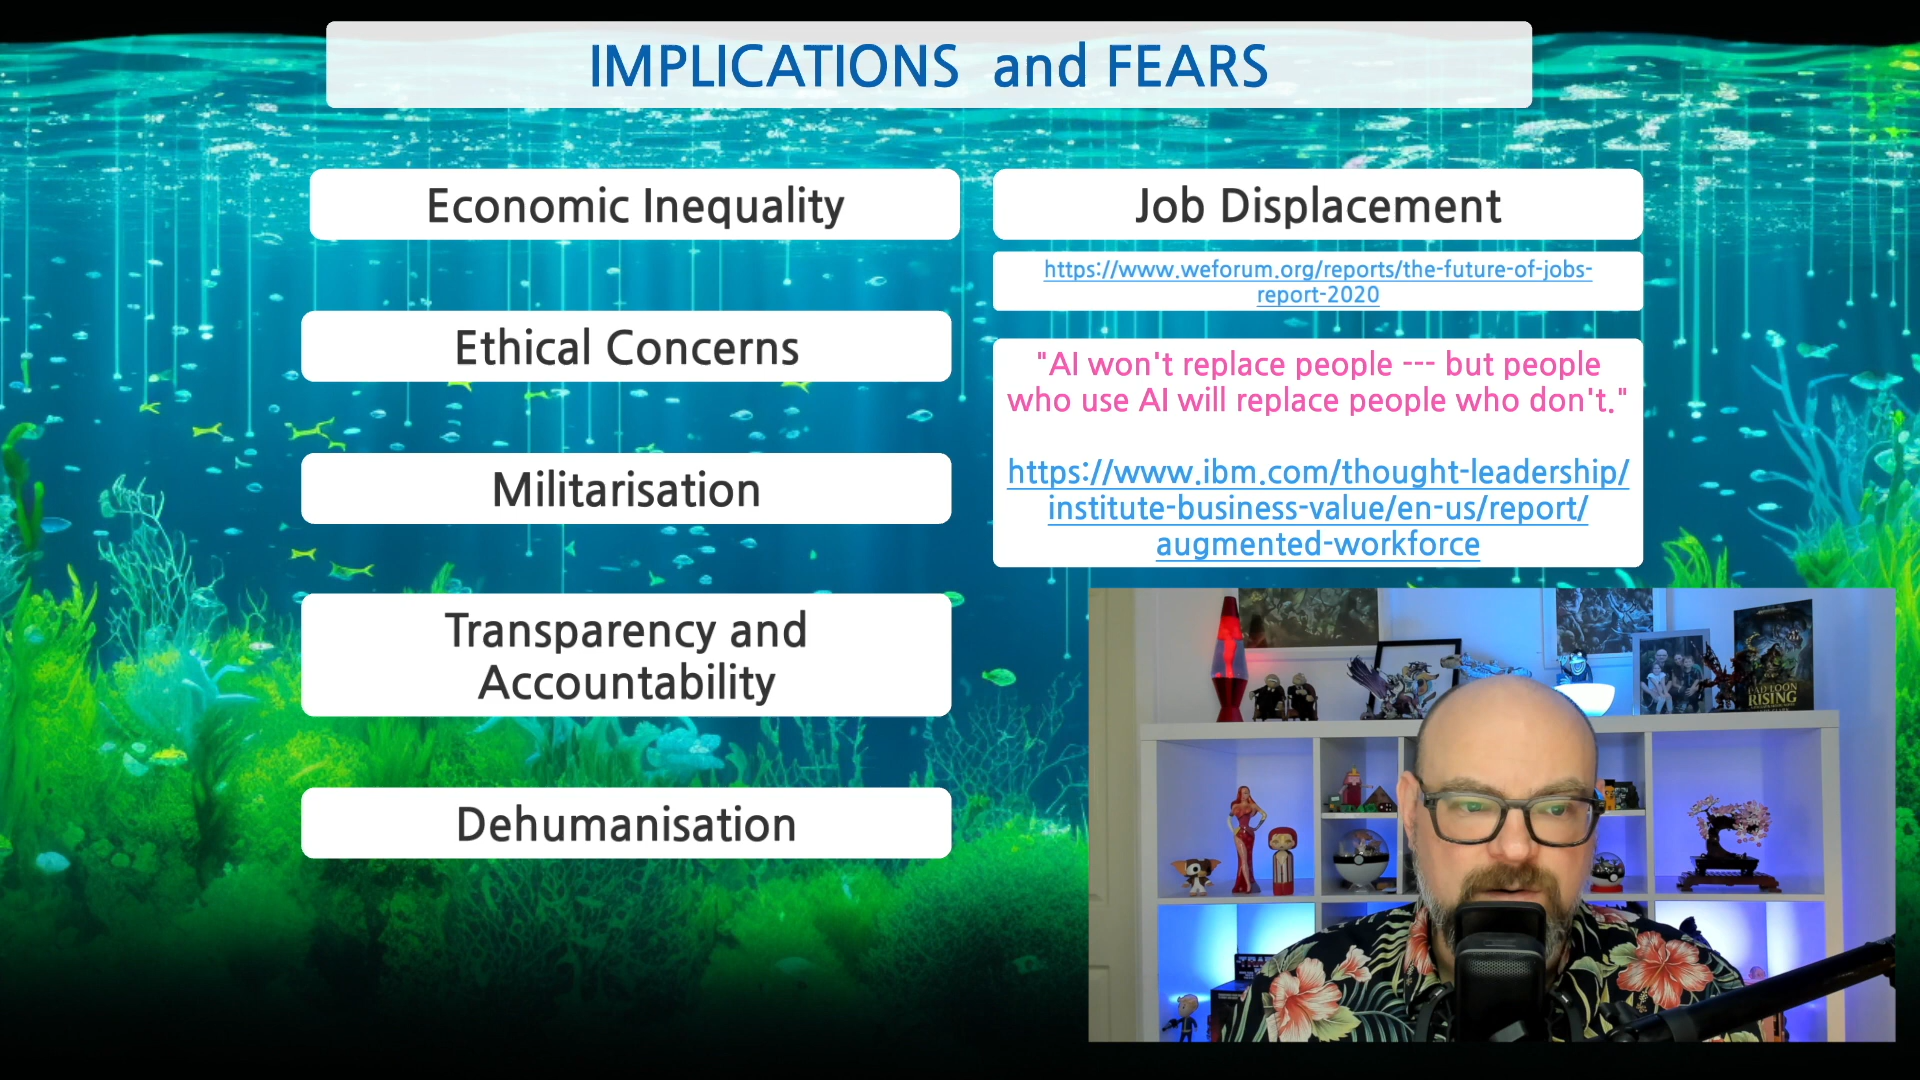 IMPLICATIONS and FEARS
Economic Inequality
Ethical Concerns
Militarisation
Transparency and
Accountability
Dehumanisation
Job Displacement
https://www.weforum.org/reports/the-future-of-jobs-
report-2020
"AI won't replace people --- but people
who use AI will replace people who don't."
https://www.ibm.com/thought-leadership/
institute-business-value/en-us/report/
augmented-workforce
RISING